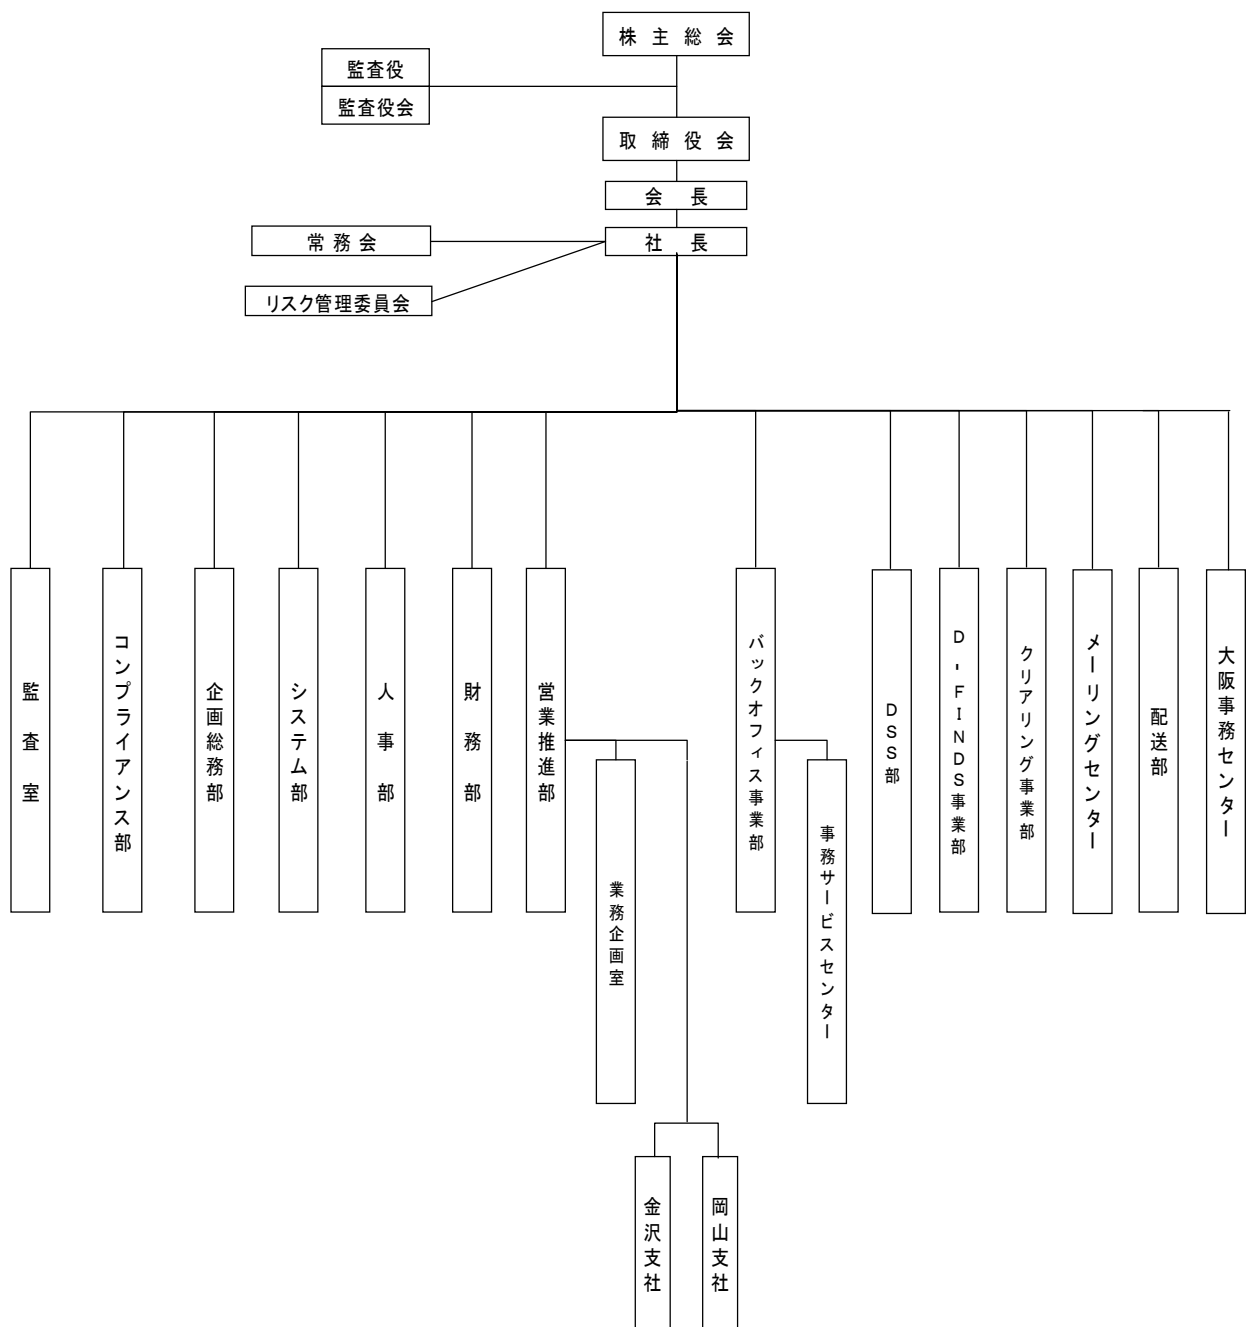 株主総会
監査役
監査役会
取締役会
会長
常務会
社長
リスク管理委員会
監査室
コンプライアンス部
企画総務部
システム部
人事部
財務部
営業推進部
バックオフィス事業部
DSS部
D-FINDS事業部
クリアリング事業部
メーリングセンター
配送部
大阪事務センター
業務企画室
事務サービスセンター
金沢支社
岡山支社